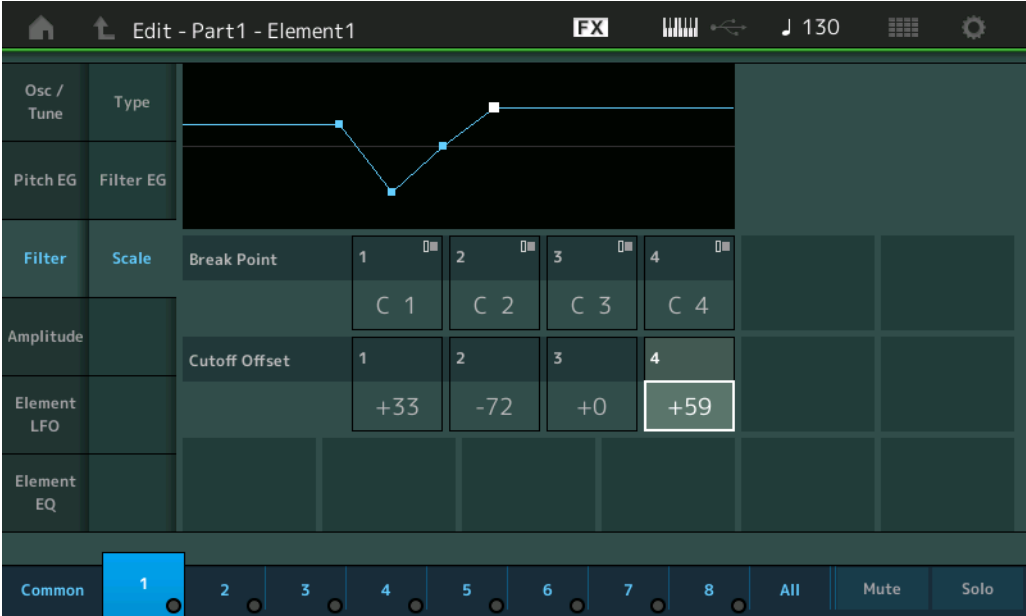 Edit - Part1 - Element1
FX
♩ 130
Osc /
Tune
Type
Pitch EG
Filter EG
Filter
Scale
Break Point
1
2
3
4
C 1
C 2
C 3
C 4
Amplitude
Cutoff Offset
1
2
3
4
+33
-72
+0
+59
Element
LFO
Element
EQ
Common
1
2
3
4
5
6
7
8
All
Mute
Solo